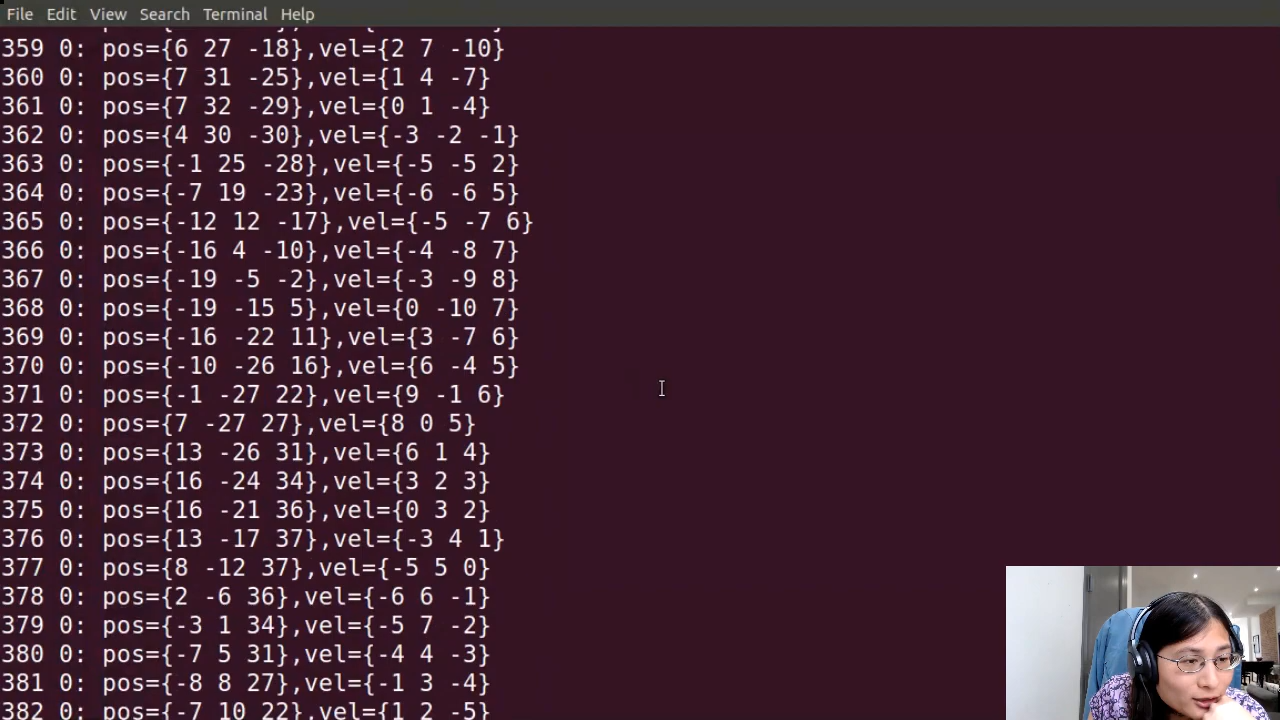 File Edit View Search Terminal Help
359 0: pos={6 27 -18},vel={2 7 -10}
360 0: pos={7 31 -25},vel={1 4 -7}
361 0: pos={7 32 -29},vel={0 1 -4}
362 0: pos={4 30 -30},vel={-3 -2 -1}
363 0: pos={-1 25 -28},vel={-5 -5 2}
364 0: pos={-7 19 -23},vel={-6 -6 5}
365 0: pos={-12 12 -17},vel={-5 -7 6}
366 0: pos={-16 4 -10},vel={-4 -8 7}
367 0: pos={-19 -5 -2},vel={-3 -9 8}
368 0: pos={-19 -15 5},vel={0 -10 7}
369 0: pos={-16 -22 11},vel={3 -7 6}
370 0: pos={-10 -26 16},vel={6 -4 5}
371 0: pos={-1 -27 22},vel={9 -1 6}
372 0: pos={7 -27 27},vel={8 0 5}
373 0: pos={13 -26 31},vel={6 1 4}
374 0: pos={16 -24 34},vel={3 2 3}
375 0: pos={16 -21 36},vel={0 3 2}
376 0: pos={13 -17 37},vel={-3 4 1}
377 0: pos={8 -12 37},vel={-5 5 0}
378 0: pos={2 -6 36},vel={-6 6 -1}
379 0: pos={-3 1 34},vel={-5 7 -2}
380 0: pos={-7 5 31},vel={-4 4 -3}
381 0: pos={-8 8 27},vel={-1 3 -4}
382 0: pos={-7 10 22},vel={1 2 -5}